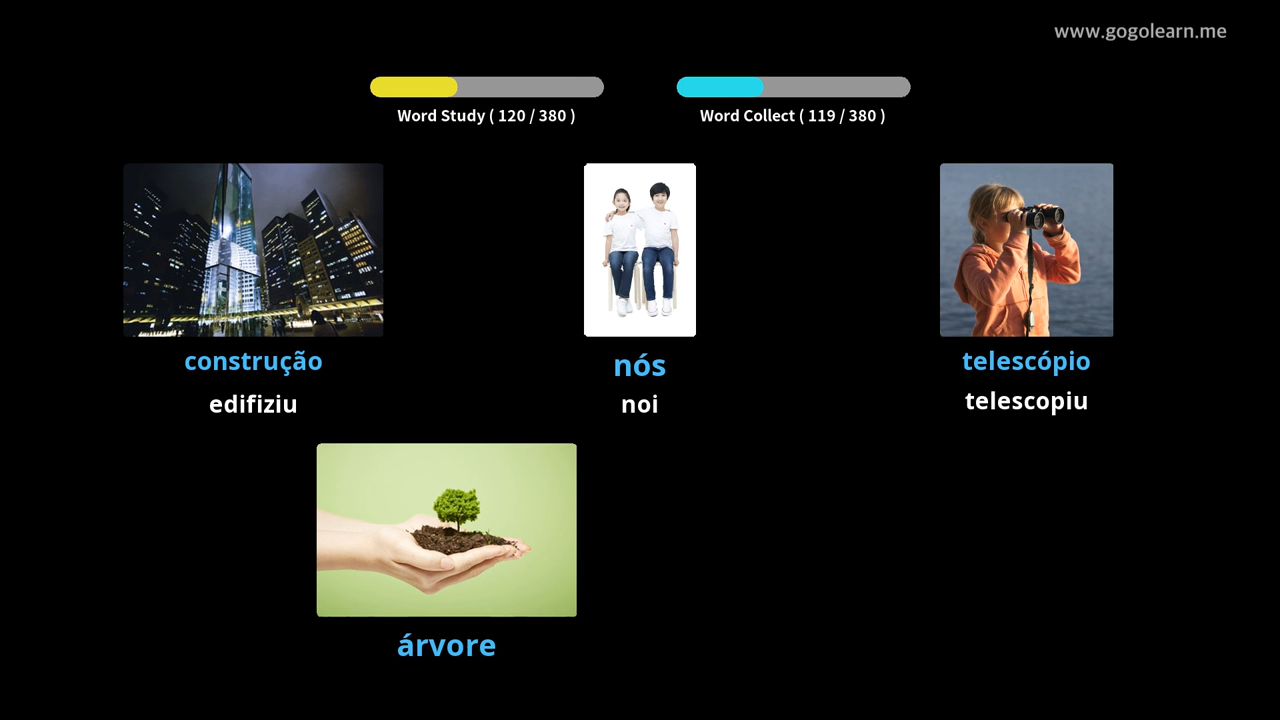 www.gogolearn.me
Word Study ( 120 / 380 )
Word Collect ( 119 / 380 )
construção
edifiziu
nós
noi
telescópio
telescopiu
árvore